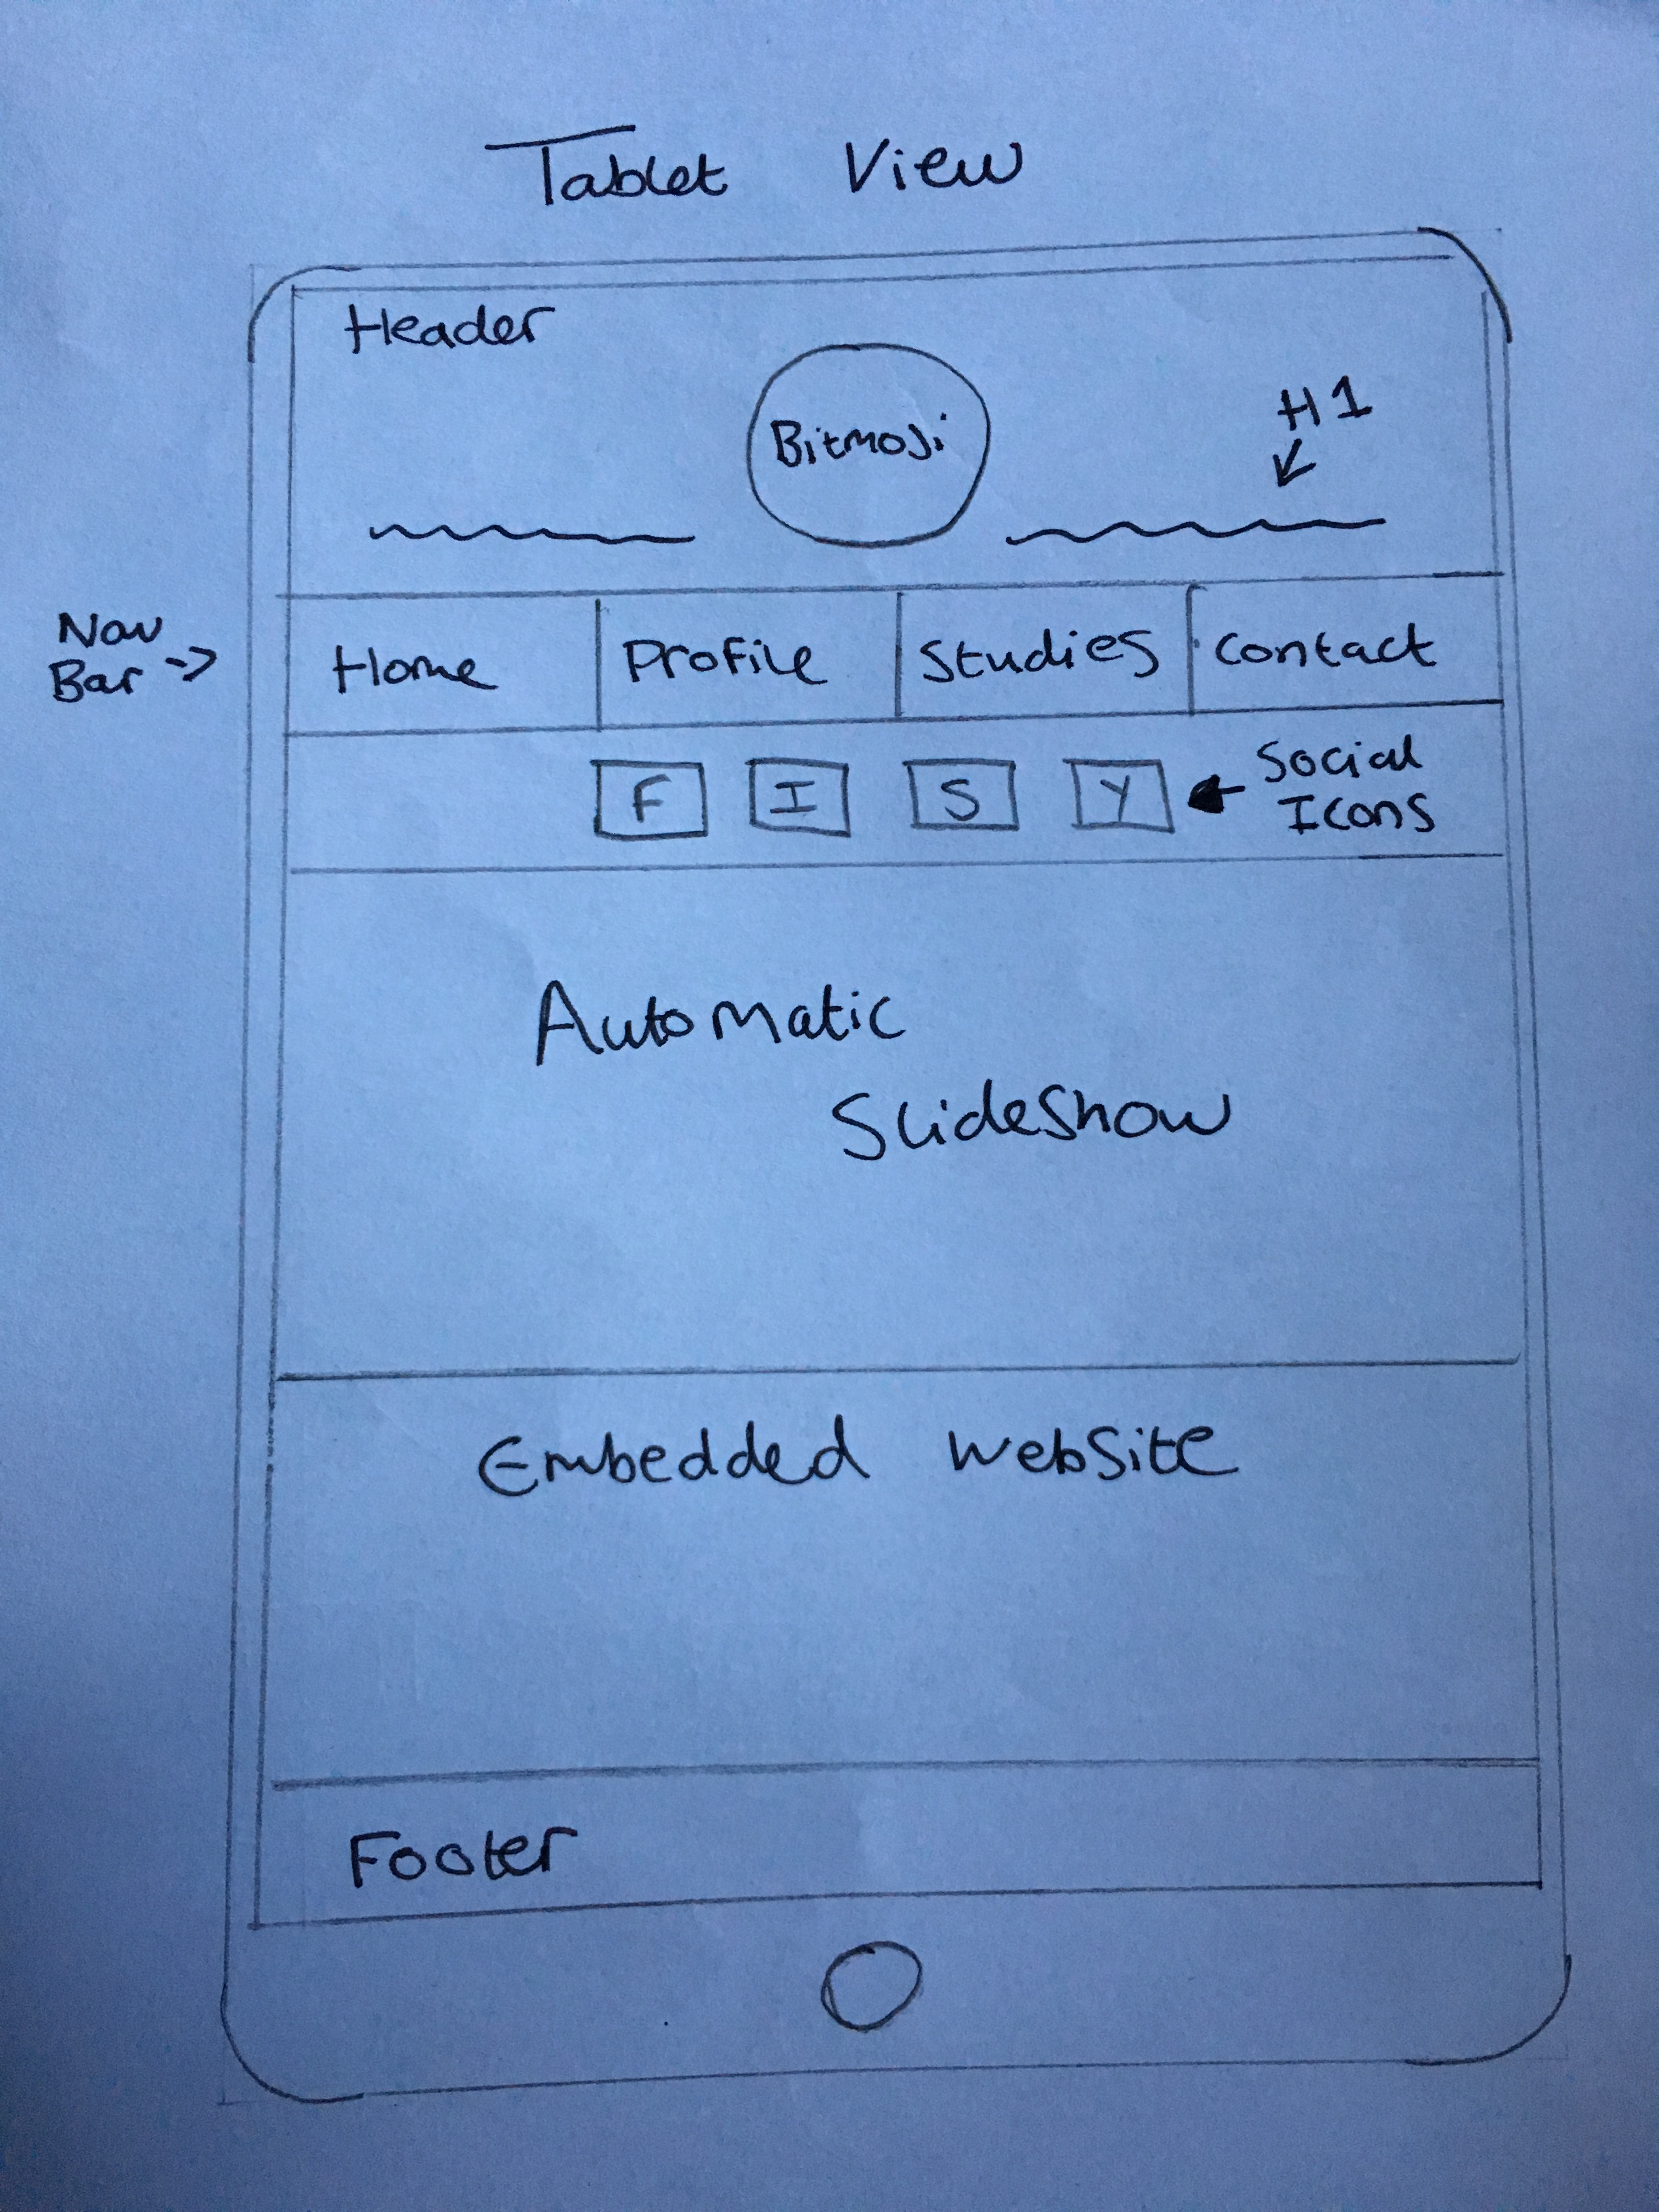 Tablet View
Header
Bitmoji
H1
Nav
Bar ->
Home Profile Studies Contact
F I S Y
Social
Icons
Automatic
Slideshow
Embedded Website
Footer